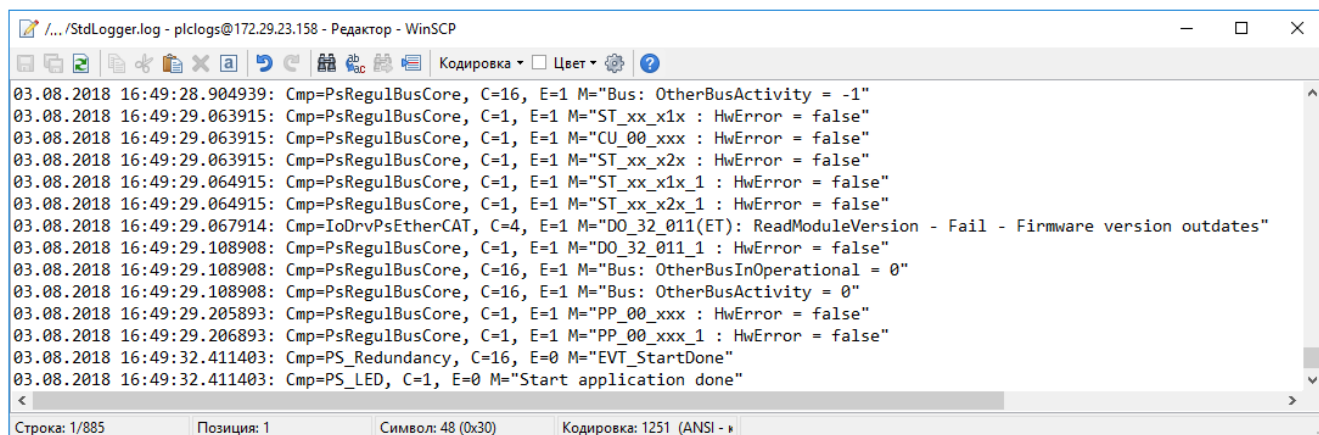 /.../StdLogger.log - plclogs@172.29.23.158 - Редактор - WinSCP
Кодировка Цвет
03.08.2018 16:49:28.904939: Cmp=PsRegulBusCore, C=16, E=1 M="Bus: OtherBusActivity = -1"
03.08.2018 16:49:29.063915: Cmp=PsRegulBusCore, C=1, E=1 M="ST_xx_x1x : HwError = false"
03.08.2018 16:49:29.063915: Cmp=PsRegulBusCore, C=1, E=1 M="CU_00_xxx : HwError = false"
03.08.2018 16:49:29.063915: Cmp=PsRegulBusCore, C=1, E=1 M="ST_xx_x2x : HwError = false"
03.08.2018 16:49:29.064915: Cmp=PsRegulBusCore, C=1, E=1 M="ST_xx_x1x_1 : HwError = false"
03.08.2018 16:49:29.064915: Cmp=PsRegulBusCore, C=1, E=1 M="ST_xx_x2x_1 : HwError = false"
03.08.2018 16:49:29.067914: Cmp=IoDrvPsEtherCAT, C=4, E=1 M="DO_32_011(ET): ReadModuleVersion - Fail - Firmware version outdates"
03.08.2018 16:49:29.108908: Cmp=PsRegulBusCore, C=1, E=1 M="DO_32_011_1 : HwError = false"
03.08.2018 16:49:29.108908: Cmp=PsRegulBusCore, C=16, E=1 M="Bus: OtherBusInOperational = 0"
03.08.2018 16:49:29.108908: Cmp=PsRegulBusCore, C=16, E=1 M="Bus: OtherBusActivity = 0"
03.08.2018 16:49:29.205893: Cmp=PsRegulBusCore, C=1, E=1 M="PP_00_xxx : HwError = false"
03.08.2018 16:49:29.206893: Cmp=PsRegulBusCore, C=1, E=1 M="PP_00_xxx_1 : HwError = false"
03.08.2018 16:49:32.411403: Cmp=PS_Redundancy, C=16, E=0 M="EVT_StartDone"
03.08.2018 16:49:32.411403: Cmp=PS_LED, C=1, E=0 M="Start application done"
Строка: 1/885 Позиция: 1 Символ: 48 (0x30) Кодировка: 1251 (ANSI - к